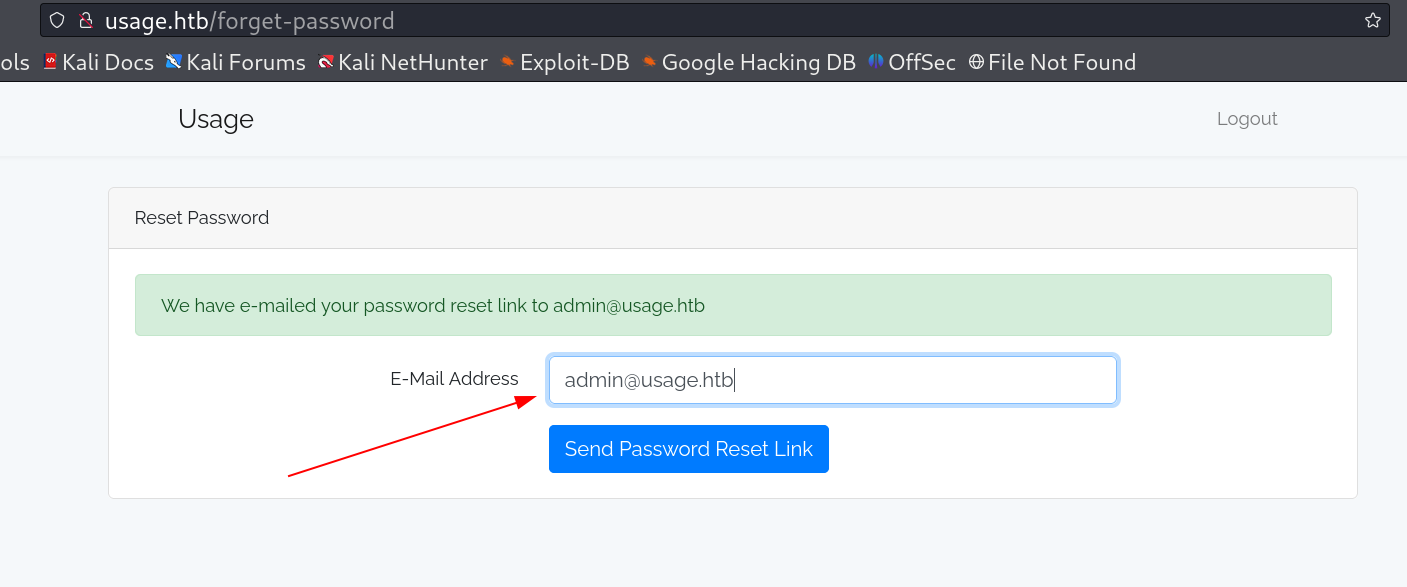 usage.htb/forget-password
ols Kali Docs Kali Forums Kali NetHunter Exploit-DB Google Hacking DB OffSec File Not Found
Usage Logout
Reset Password
We have e-mailed your password reset link to admin@usage.htb
E-Mail Address admin@usage.htb
Send Password Reset Link